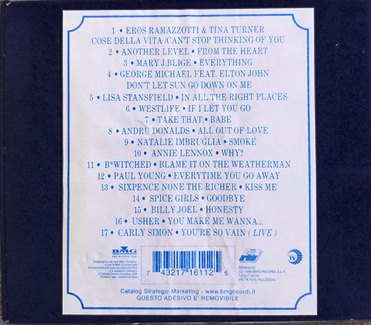 1 • EROS RAMAZZOTTI & TINA TURNER
COSE DELLA VITA (CAN'T STOP THINKING OF YOU
2 • ANOTHER LEVEL • FROM THE HEART
3 • MARY J.BLIGE • EVERYTHING
4 • GEORGE MICHAEL FEAT. ELTON JOHN
DON'T LET SUN GO DOWN ON ME
5 • LISA STANSFIELD • IN ALL THE RIGHT PLACES
6 • WESTLIFE • IF I LET YOU GO
7 • TAKE THAT • BABE
8 • ANDRU DONALDS • ALL OUT OF LOVE
9 • NATALIE IMBRUGLIA • SMOKE
10 • ANNIE LENNOX • WHY?
11 • B*WITCHED • BLAME IT ON THE WEATHERMAN
12 • PAUL YOUNG • EVERYTIME YOU GO AWAY
13 • SIXPENCE NONE THE RICHER • KISS ME
14 • SPICE GIRLS • GOODBYE
15 • BILLY JOEL • HONESTY
16 • USHER • YOU MAKE ME WANNA...
17 • CARLY SIMON • YOU'RE SO VAIN (LIVE)
BMG
7 43217 16112 5
Catalog Strategic Marketing - www.bmgricordi.it
QUESTO ADESIVO E' REMOVIBILE